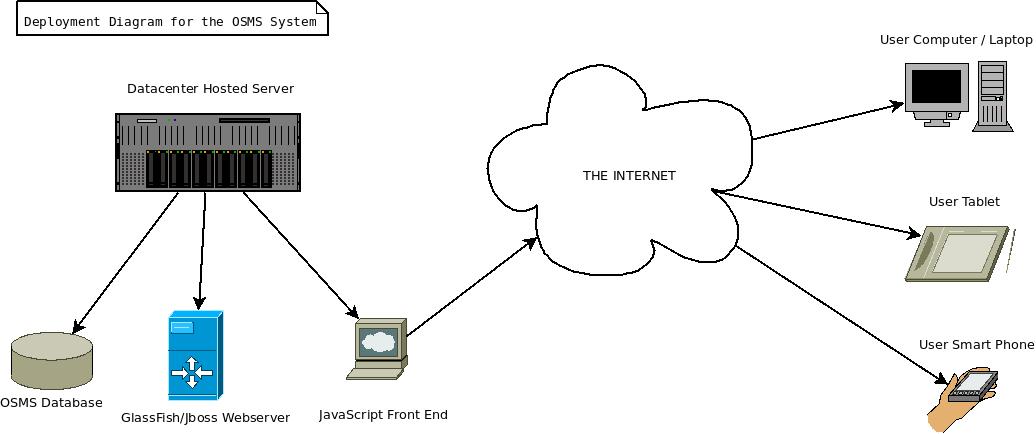 Deployment Diagram for the OSMS System
User Computer / Laptop
Datacenter Hosted Server
THE INTERNET
User Tablet
User Smart Phone
OSMS Database
GlassFish/Jboss Webserver
JavaScript Front End